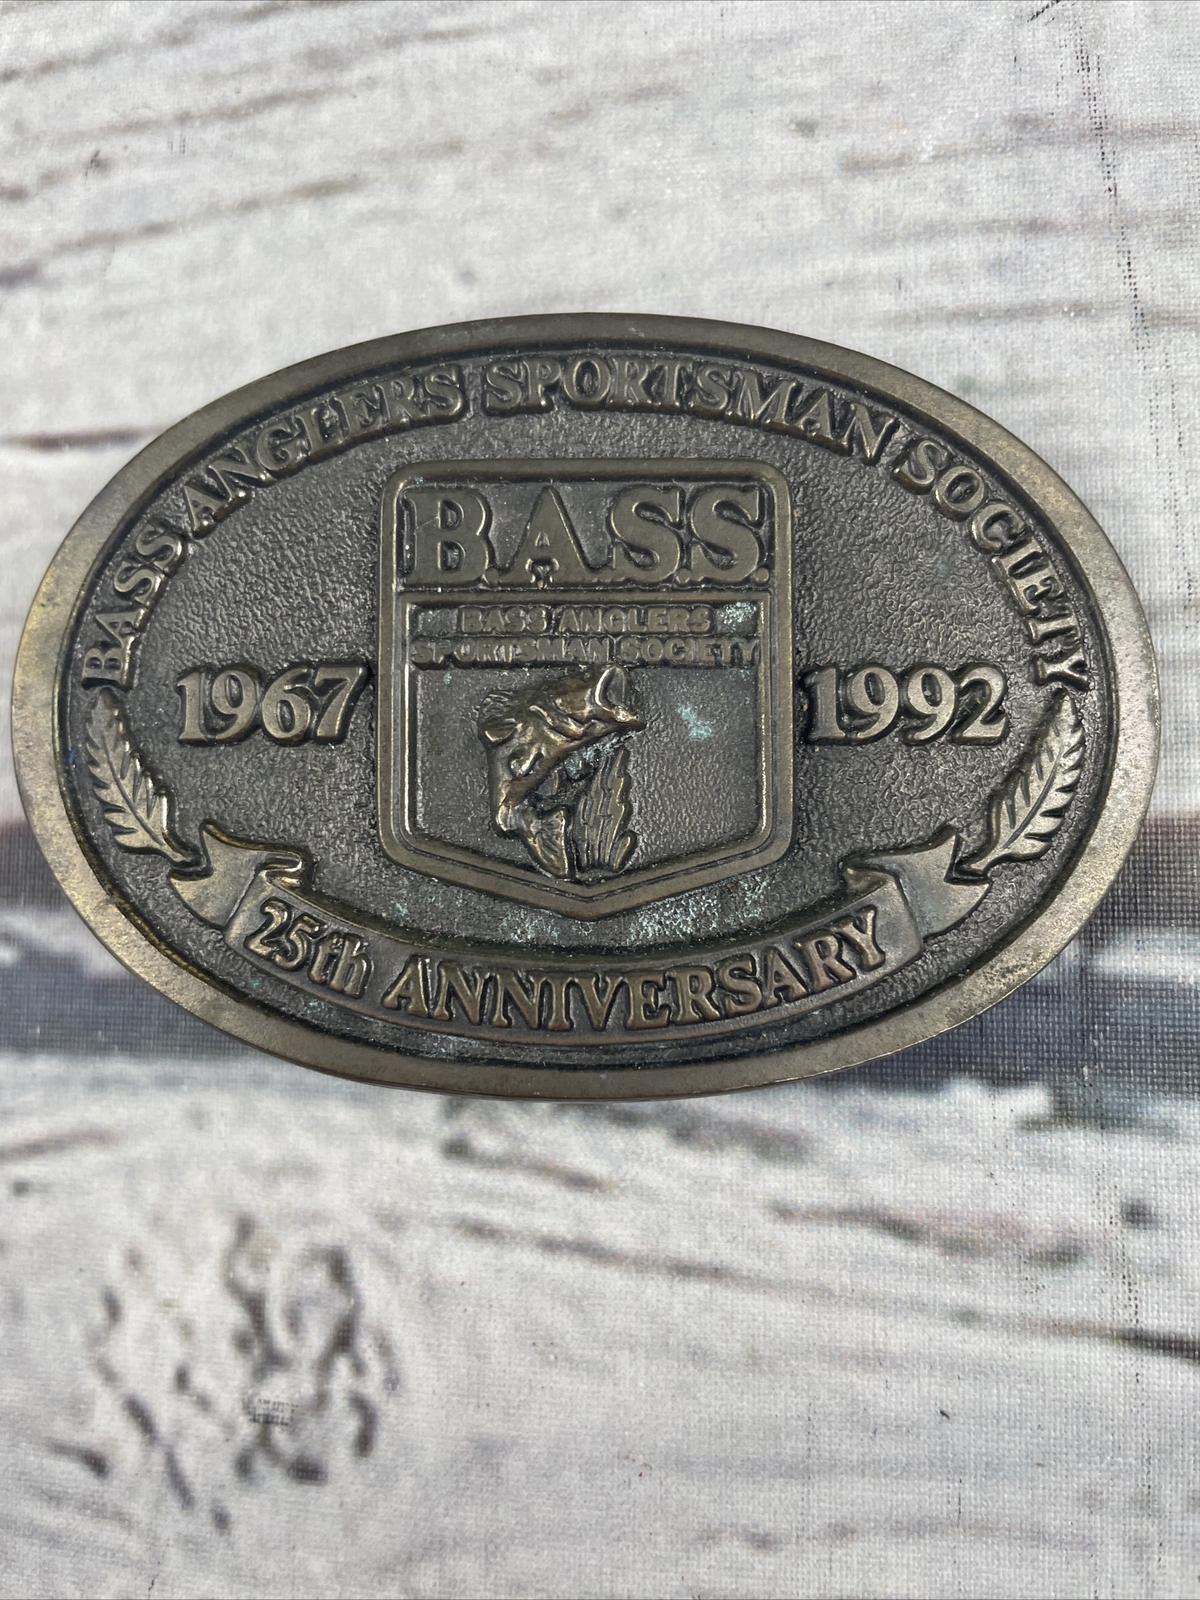 BASS ANGLERS SPORTSMAN SOCIETY
B.A.S.S.
BASS ANGLERS
SPORTSMAN SOCIETY
1967
1992
25th ANNIVERSARY